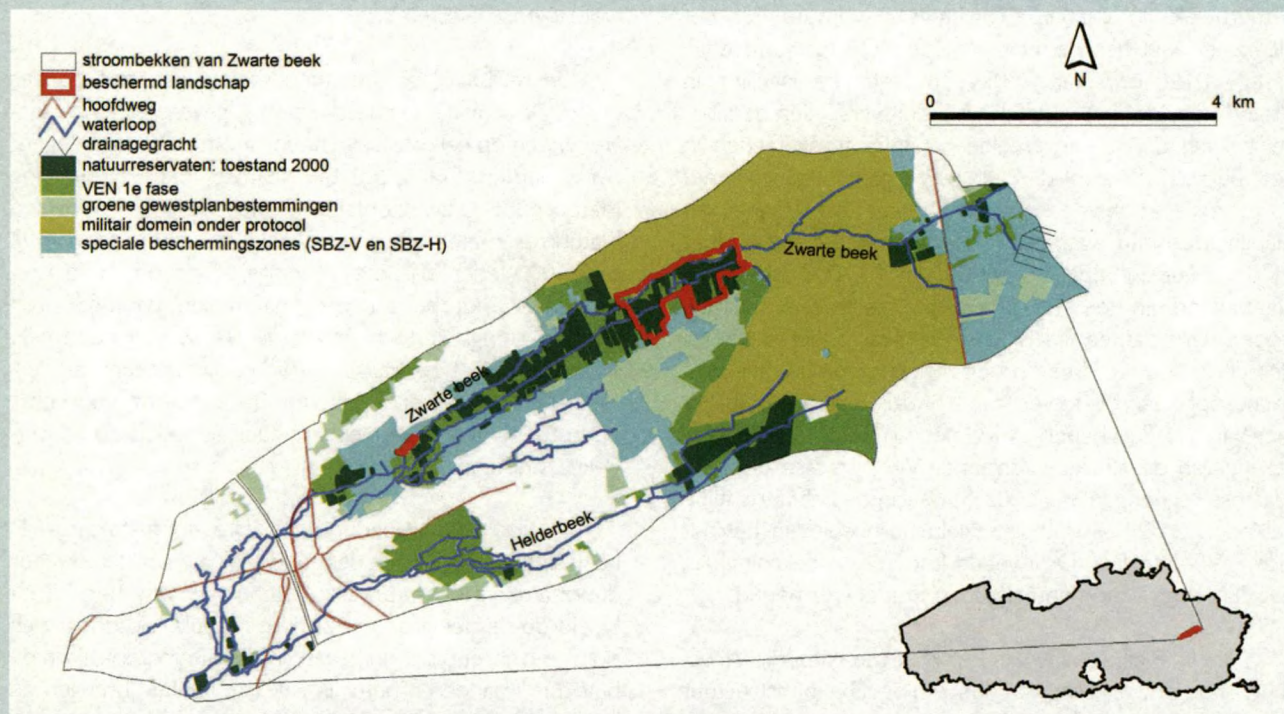 stroombekken van Zwarte beek
beschermd landschap
hoofdweg
waterloop
drainagegracht
natuurreservaten: toestand 2000
VEN 1e fase
groene gewestplanbestemmingen
militair domein onder protocol
speciale beschermingszones (SBZ-V en SBZ-H)
N
0 4 km
Zwarte beek
Zwarte beek
Helderbeek